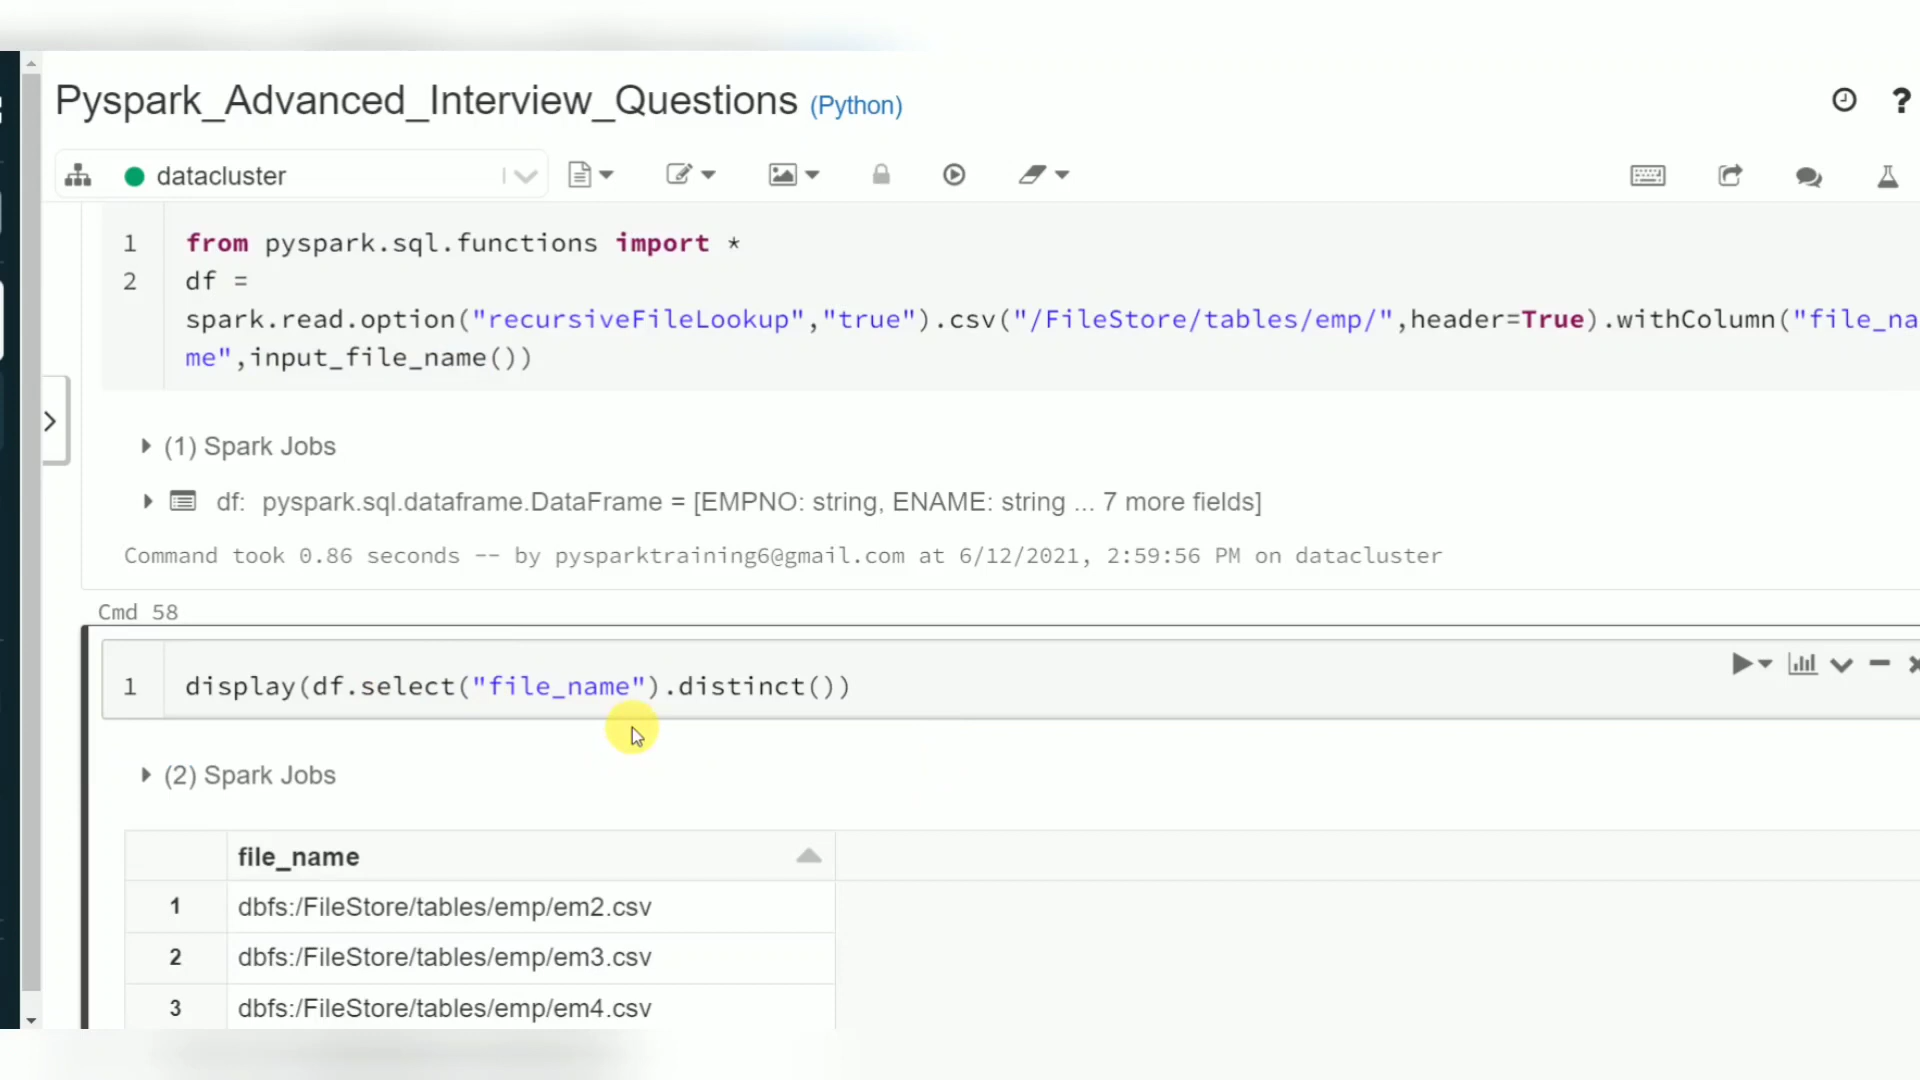 Pyspark_Advanced_Interview_Questions (Python)
?
datacluster
1 from pyspark.sql.functions import *
2 df =
spark.read.option("recursiveFileLookup","true").csv("/FileStore/tables/emp/",header=True).withColumn("file_na
me",input_file_name())
(1) Spark Jobs
df: pyspark.sql.dataframe.DataFrame = [EMPNO: string, ENAME: string ... 7 more fields]
Command took 0.86 seconds -- by pysparktraining6@gmail.com at 6/12/2021, 2:59:56 PM on datacluster
Cmd 58
1 display(df.select("file_name").distinct())
(2) Spark Jobs
file_name
1 dbfs:/FileStore/tables/emp/em2.csv
2 dbfs:/FileStore/tables/emp/em3.csv
3 dbfs:/FileStore/tables/emp/em4.csv